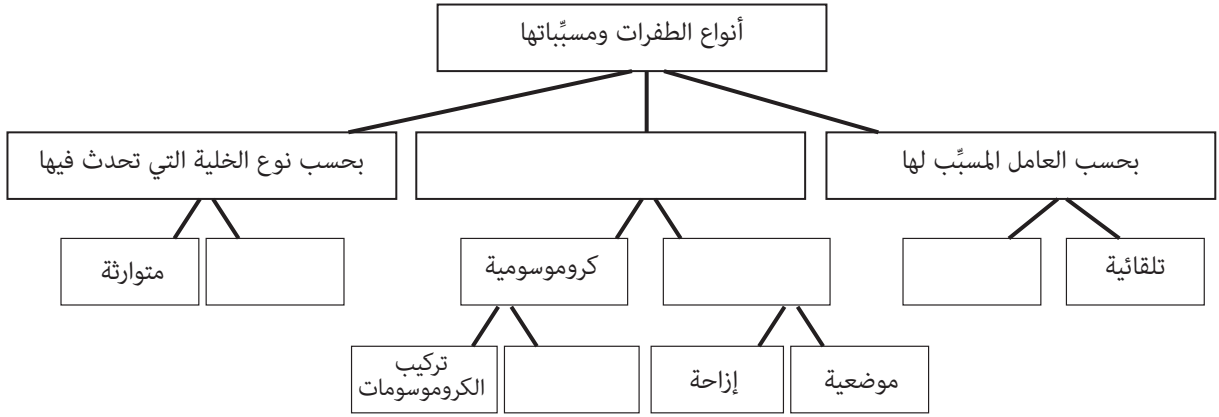 أنواع الطفرات ومسبِّباتها
بحسب العامل المسبِّب لها
بحسب نوع الخلية التي تحدث فيها
تلقائية
كروموسومية
متوارثة
موضعية
إزاحة
تركيب
الكروموسومات